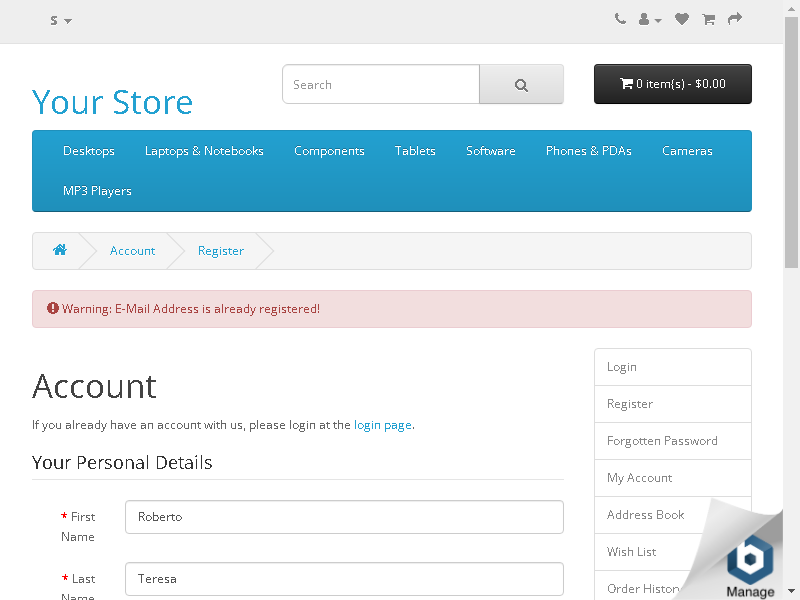 $
Your Store
Search
0 item(s) - $0.00
Desktops
Laptops & Notebooks
Components
Tablets
Software
Phones & PDAs
Cameras
MP3 Players
Account
Register
Warning: E-Mail Address is already registered!
Account
If you already have an account with us, please login at the login page.
Your Personal Details
* First Name
Roberto
* Last Name
Teresa
Login
Register
Forgotten Password
My Account
Address Book
Wish List
Order History
Manage